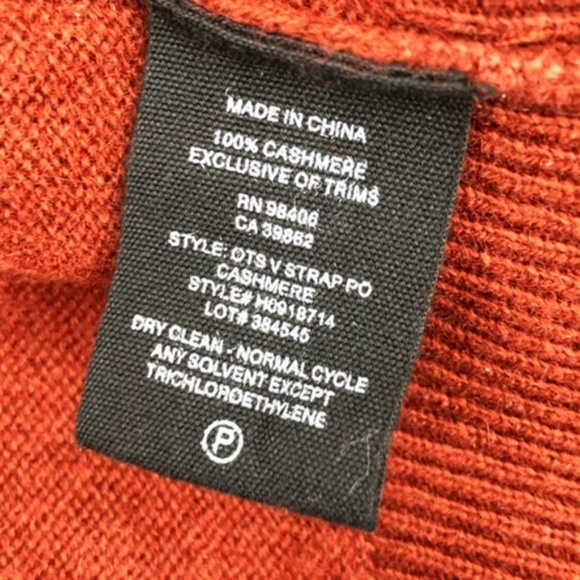 MADE IN CHINA
100% CASHMERE
EXCLUSIVE OF TRIMS
RN 98406
CA 39862
STYLE: OTS V STRAP PO
CASHMERE
STYLE# H0918714
LOT# 384545
DRY CLEAN - NORMAL CYCLE
ANY SOLVENT EXCEPT
TRICHLOROETHYLENE
P